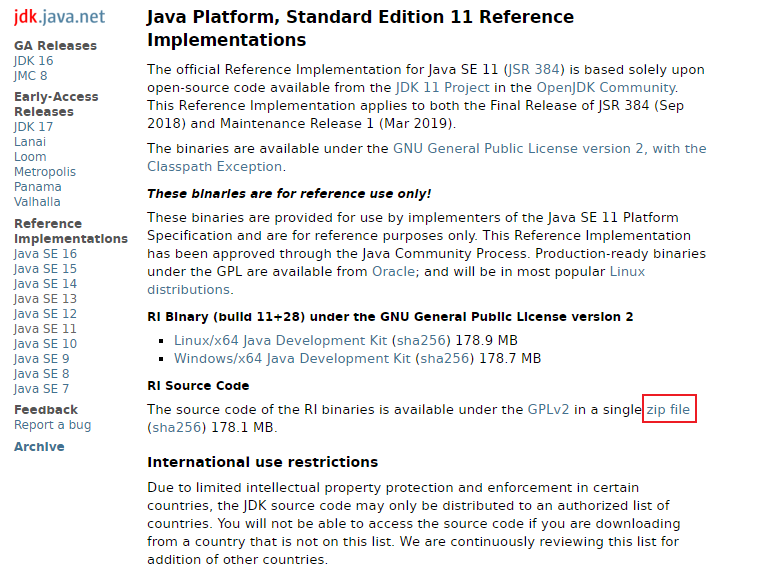 jdk.java.net
GA Releases
JDK 16
JMC 8
Early-Access
Releases
JDK 17
Lanai
Loom
Metropolis
Panama
Valhalla
Reference
Implementations
Java SE 16
Java SE 15
Java SE 14
Java SE 13
Java SE 12
Java SE 11
Java SE 10
Java SE 9
Java SE 8
Java SE 7
Feedback
Report a bug
Archive
Java Platform, Standard Edition 11 Reference
Implementations
The official Reference Implementation for Java SE 11 (JSR 384) is based solely upon
open-source code available from the JDK 11 Project in the OpenJDK Community.
This Reference Implementation applies to both the Final Release of JSR 384 (Sep
2018) and Maintenance Release 1 (Mar 2019).
The binaries are available under the GNU General Public License version 2, with the
Classpath Exception.
These binaries are for reference use only!
These binaries are provided for use by implementers of the Java SE 11 Platform
Specification and are for reference purposes only. This Reference Implementation
has been approved through the Java Community Process. Production-ready binaries
under the GPL are available from Oracle; and will be in most popular Linux
distributions.
RI Binary (build 11+28) under the GNU General Public License version 2
▪ Linux/x64 Java Development Kit (sha256) 178.9 MB
▪ Windows/x64 Java Development Kit (sha256) 178.7 MB
RI Source Code
The source code of the RI binaries is available under the GPLv2 in a single zip file
(sha256) 178.1 MB.
International use restrictions
Due to limited intellectual property protection and enforcement in certain
countries, the JDK source code may only be distributed to an authorized list of
countries. You will not be able to access the source code if you are downloading
from a country that is not on this list. We are continuously reviewing this list for
addition of other countries.